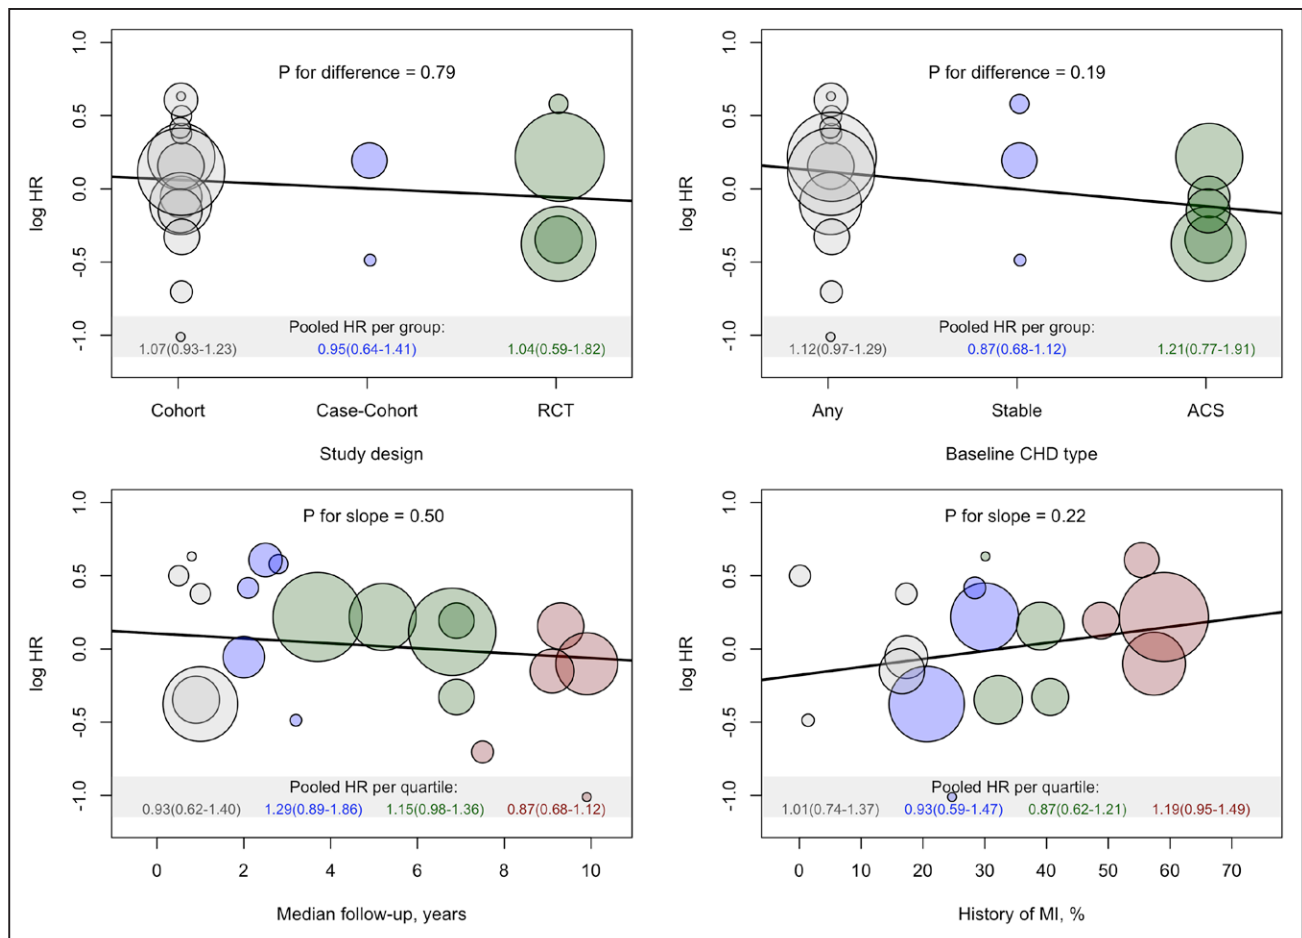 P for difference = 0.79
log HR
1.0
0.5
0.0
-0.5
-1.0
Pooled HR per group:
1.07(0.93-1.23) 0.95(0.64-1.41) 1.04(0.59-1.82)
Cohort Case-Cohort RCT
Study design
P for difference = 0.19
log HR
1.0
0.5
0.0
-0.5
-1.0
Pooled HR per group:
1.12(0.97-1.29) 0.87(0.68-1.12) 1.21(0.77-1.91)
Any Stable ACS
Baseline CHD type
P for slope = 0.50
log HR
1.0
0.5
0.0
-0.5
-1.0
Pooled HR per quartile:
0.93(0.62-1.40) 1.29(0.89-1.86) 1.15(0.98-1.36) 0.87(0.68-1.12)
0 2 4 6 8 10
Median follow-up, years
P for slope = 0.22
log HR
1.0
0.5
0.0
-0.5
-1.0
Pooled HR per quartile:
1.01(0.74-1.37) 0.93(0.59-1.47) 0.87(0.62-1.21) 1.19(0.95-1.49)
0 10 20 30 40 50 60 70
History of MI, %